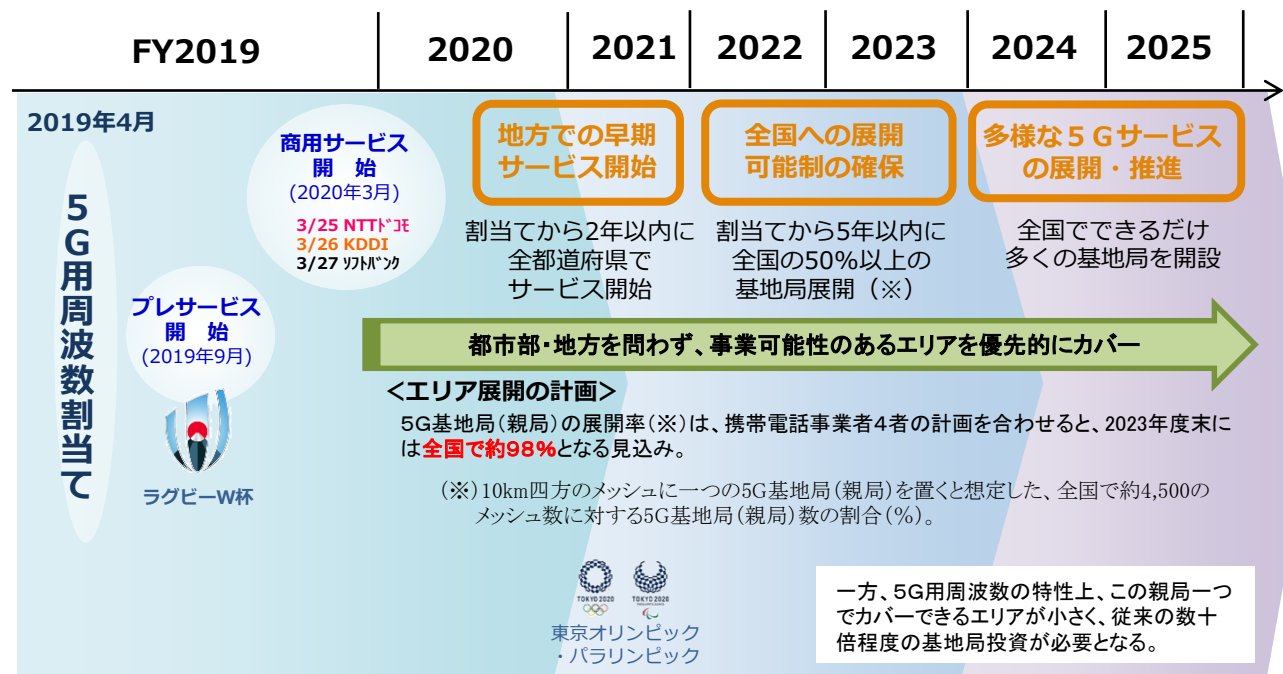 FY2019
2020
2021
2022
2023
2024
2025
2019年4月
5G用周波数割当て
プレサービス
開　始
(2019年9月)
ラグビーW杯
商用サービス
開　始
(2020年3月)
3/25 NTTﾄﾞｺﾓ
3/26 KDDI
3/27 ｿﾌﾄﾊﾞﾝｸ
地方での早期
サービス開始
割当てから2年以内に
全都道府県で
サービス開始
全国への展開
可能制の確保
割当てから5年以内に
全国の50%以上の
基地局展開（※）
多様な５Ｇサービス
の展開・推進
全国でできるだけ
多くの基地局を開設
都市部・地方を問わず、事業可能性のあるエリアを優先的にカバー
＜エリア展開の計画＞
５G基地局（親局）の展開率（※）は、携帯電話事業者４者の計画を合わせると、2023年度末に
は全国で約98％となる見込み。
（※）10km四方のメッシュに一つの5G基地局（親局）を置くと想定した、全国で約4,500の
メッシュ数に対する5G基地局（親局）数の割合（％）。
TOKYO 2020
TOKYO 2020
東京オリンピック
・パラリンピック
一方、５G用周波数の特性上、この親局一つ
でカバーできるエリアが小さく、従来の数十
倍程度の基地局投資が必要となる。